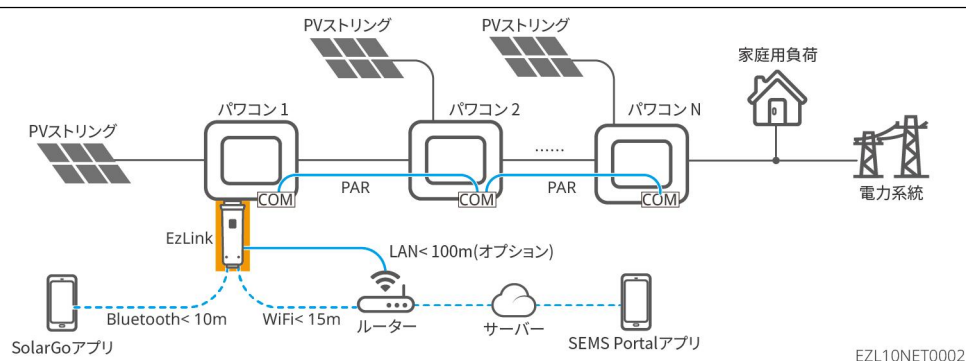 PVストリング
PVストリング
家庭用負荷
パワコン 1
パワコン 2
パワコン N
PVストリング
......
COM
PAR
COM
PAR
COM
電力系統
EzLink
LAN< 100m(オプション)
Bluetooth< 10m
WiFi< 15m
ルーター
サーバー
SolarGoアプリ
SEMS Portalアプリ
EZL10NET0002